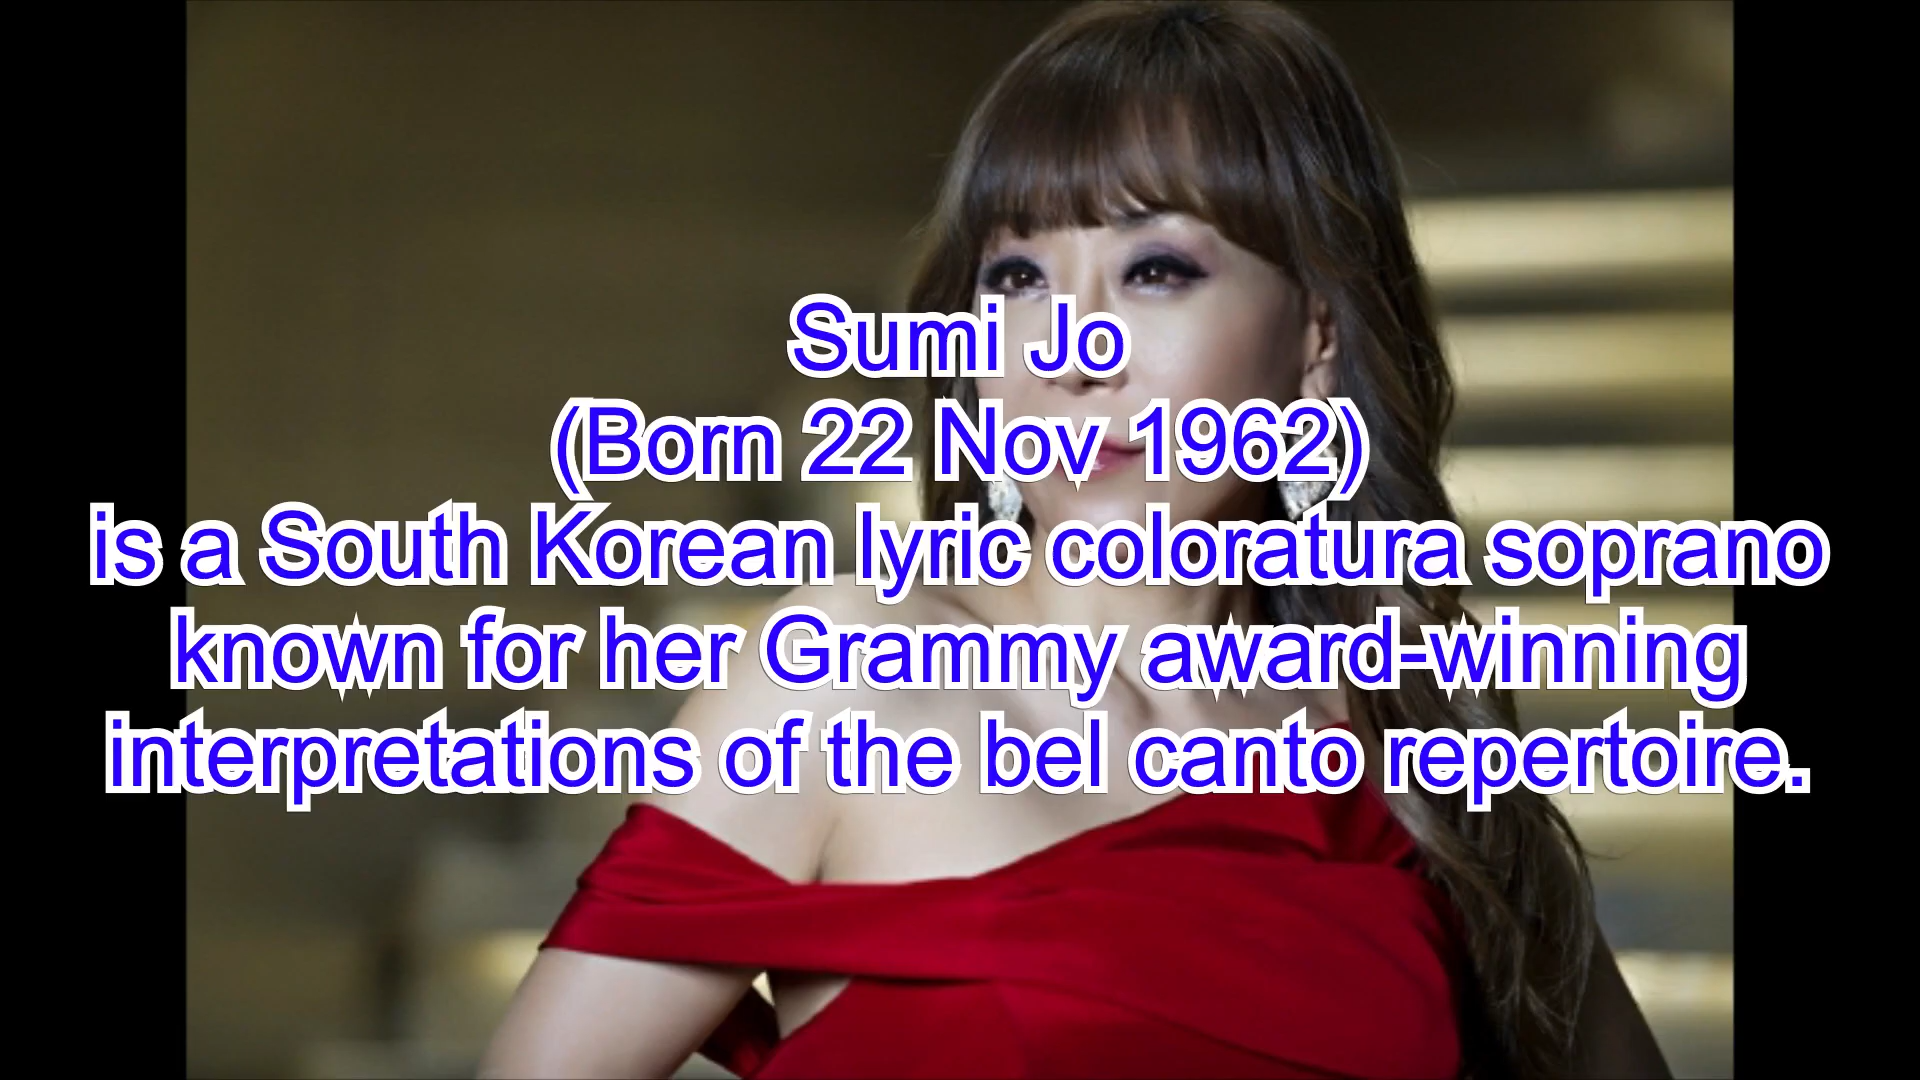 Sumi Jo
(Born 22 Nov 1962)
is a South Korean lyric coloratura soprano
known for her Grammy award-winning
interpretations of the bel canto repertoire.